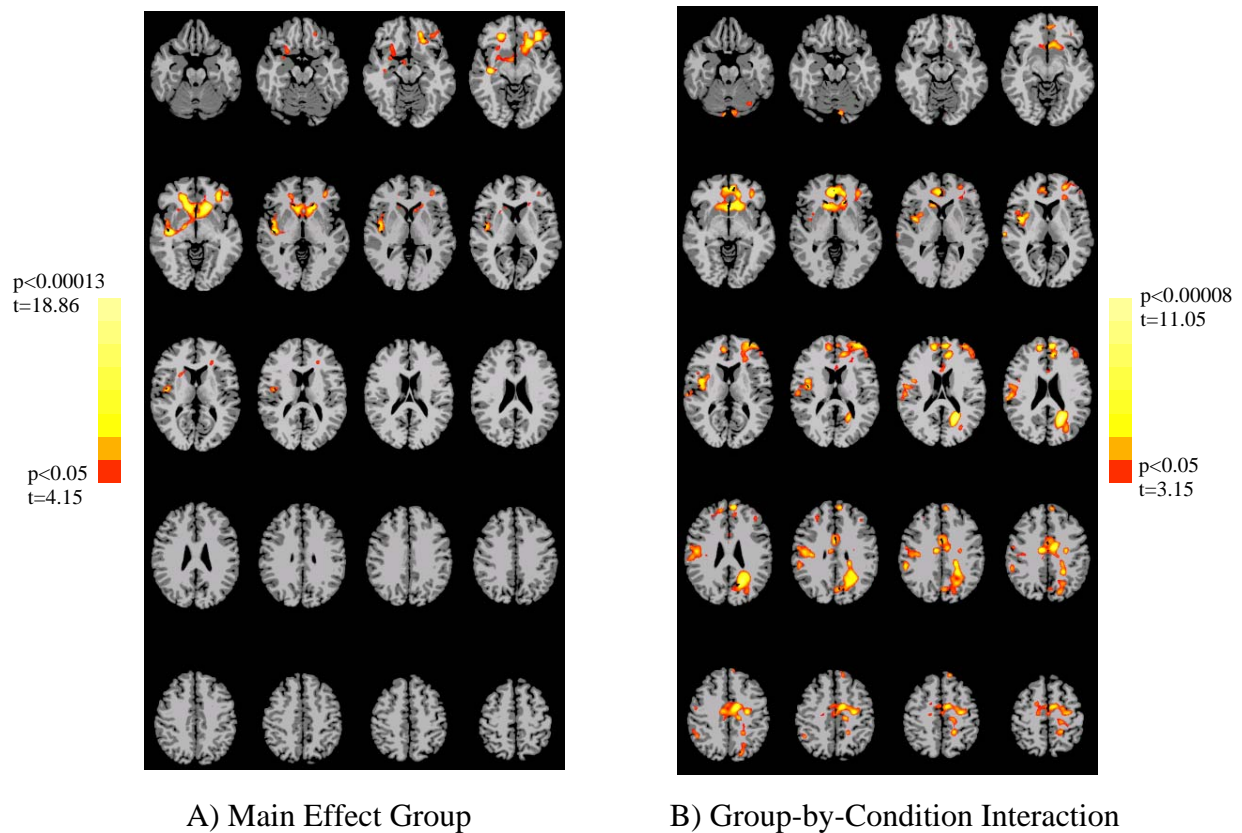 p<0.00013
t=18.86
p<0.05
t=4.15
p<0.00008
t=11.05
p<0.05
t=3.15
A) Main Effect Group
B) Group-by-Condition Interaction